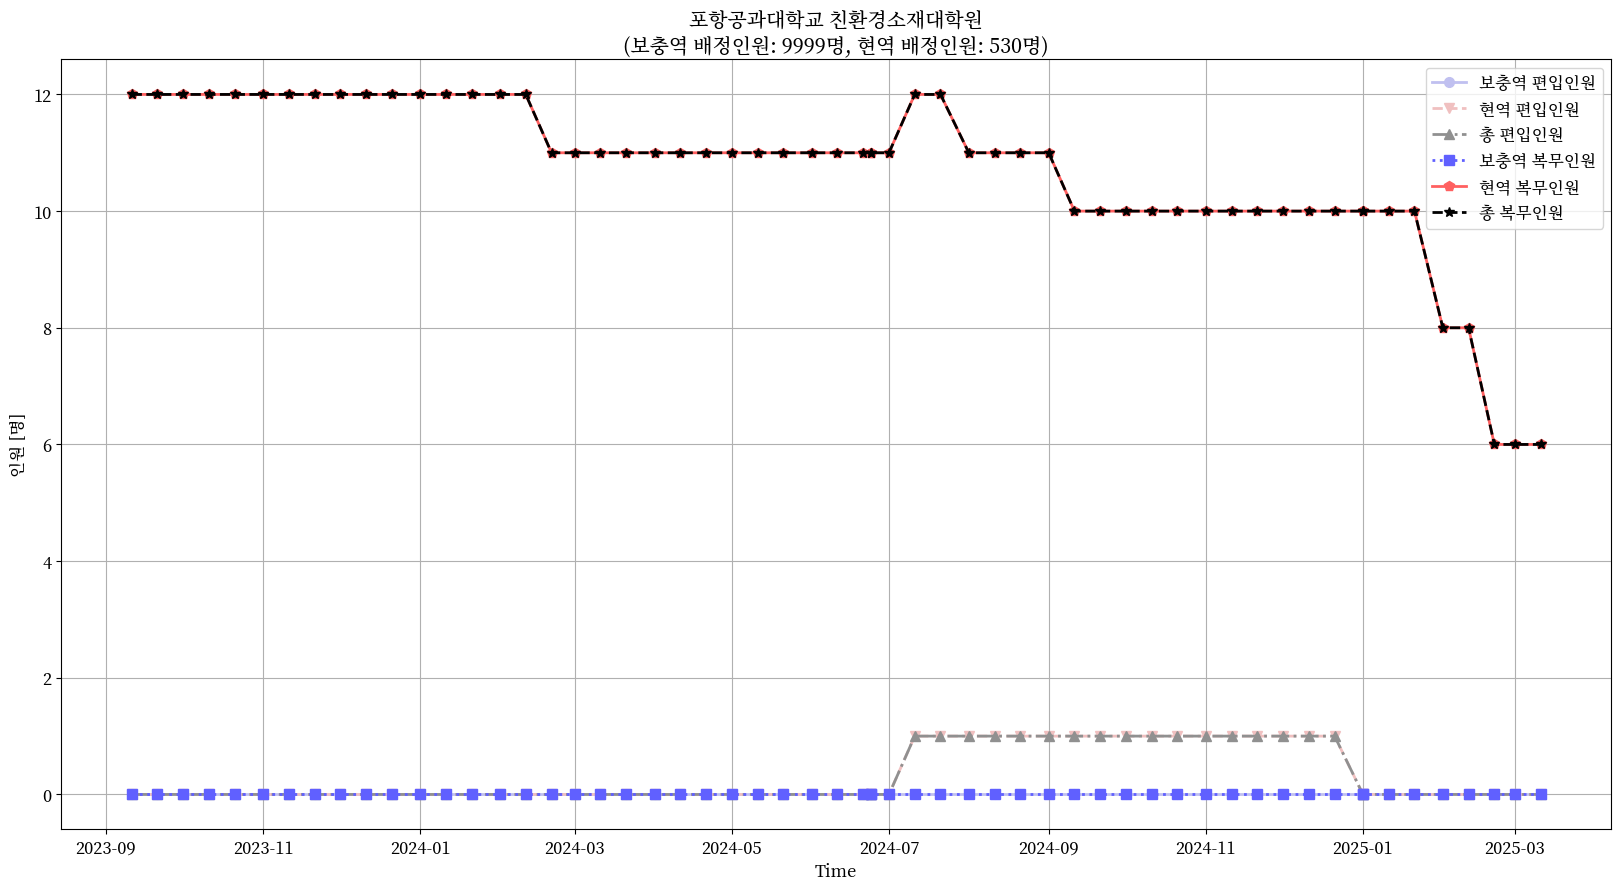 포항공과대학교 친환경소재대학원
(보충역 배정인원: 9999명, 현역 배정인원: 530명)
보충역 편입인원
현역 편입인원
총 편입인원
보충역 복무인원
현역 복무인원
총 복무인원
인원 [명]
12
10
8
6
4
2
0
2023-09
2023-11
2024-01
2024-03
2024-05
2024-07
2024-09
2024-11
2025-01
2025-03
Time